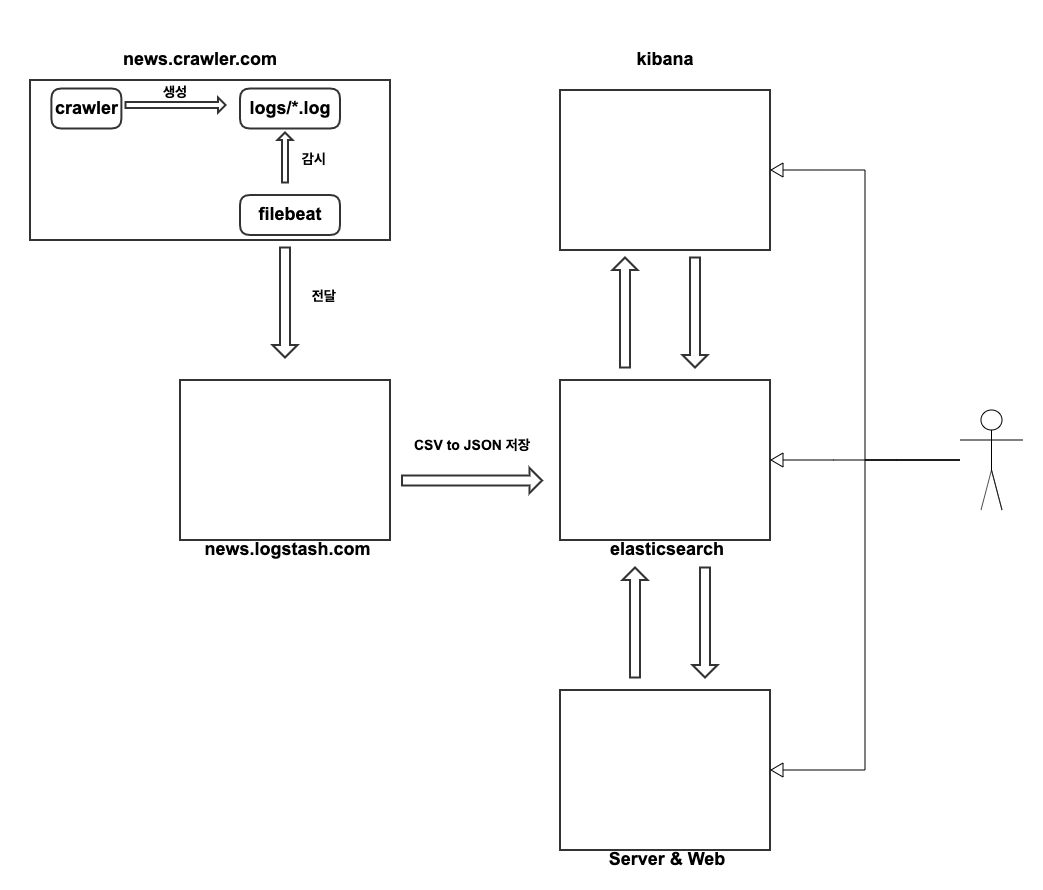 news.crawler.com
kibana
crawler
생성
logs/*.log
감시
filebeat
전달
CSV to JSON 저장
news.logstash.com
elasticsearch
Server & Web